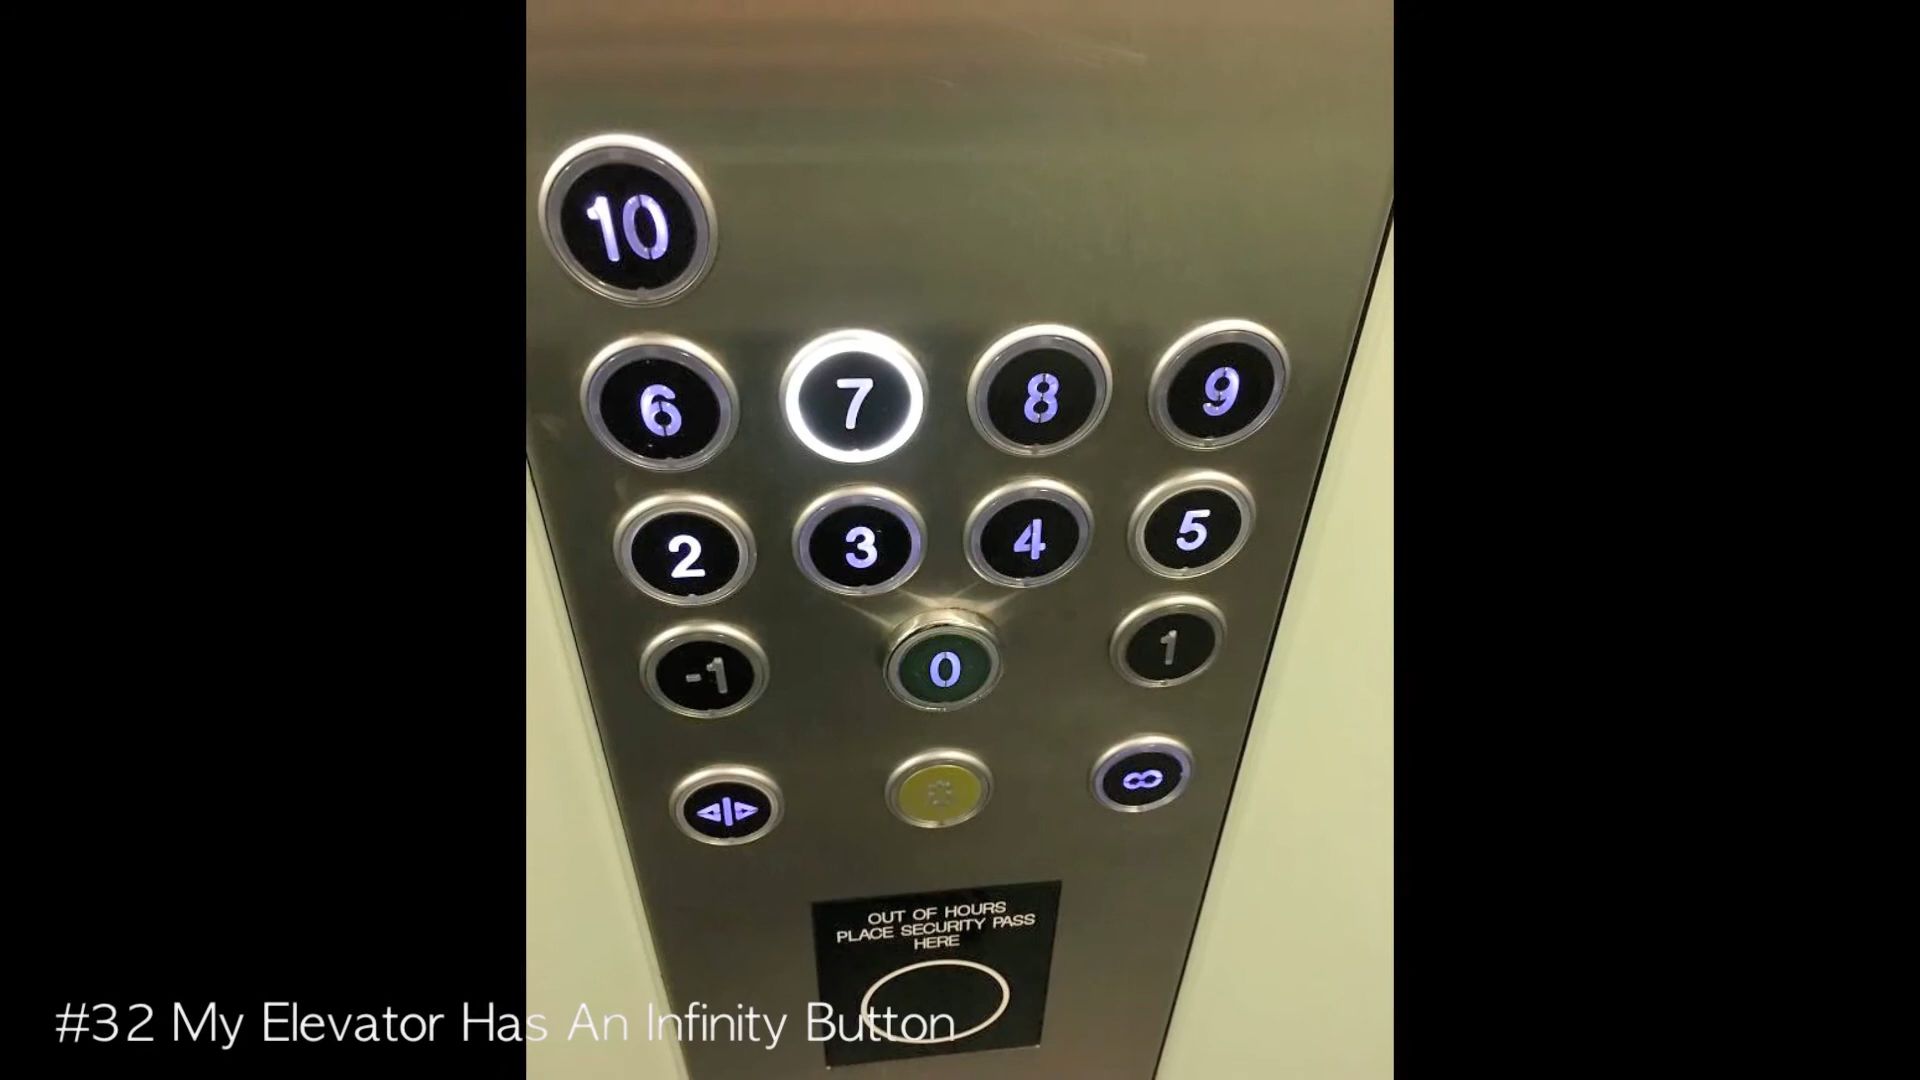 10
6 7 8 9
2 3 4 5
-1 0 1
∞
OUT OF HOURS
PLACE SECURITY PASS
HERE
#32 My Elevator Has An Infinity Button